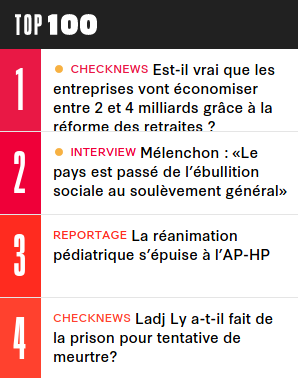 TOP 100
1
CHECKNEWS Est-il vrai que les
entreprises vont économiser
entre 2 et 4 milliards grâce à la
réforme des retraites ?
2
INTERVIEW Mélenchon : «Le
pays est passé de l’ébullition
sociale au soulèvement général»
3
REPORTAGE La réanimation
pédiatrique s’épuise à l’AP-HP
4
CHECKNEWS Ladj Ly a-t-il fait de
la prison pour tentative de
meurtre?